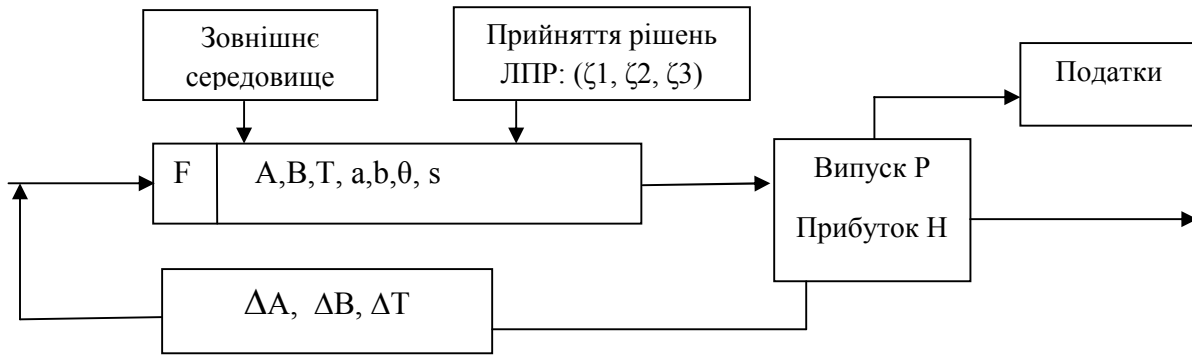 Зовнішнє
середовище
Прийняття рішень
ЛПР: (ζ1, ζ2, ζ3)
Податки
F
A,B,T, a,b,θ, s
Випуск P
Прибуток H
ΔA, ΔB, ΔT